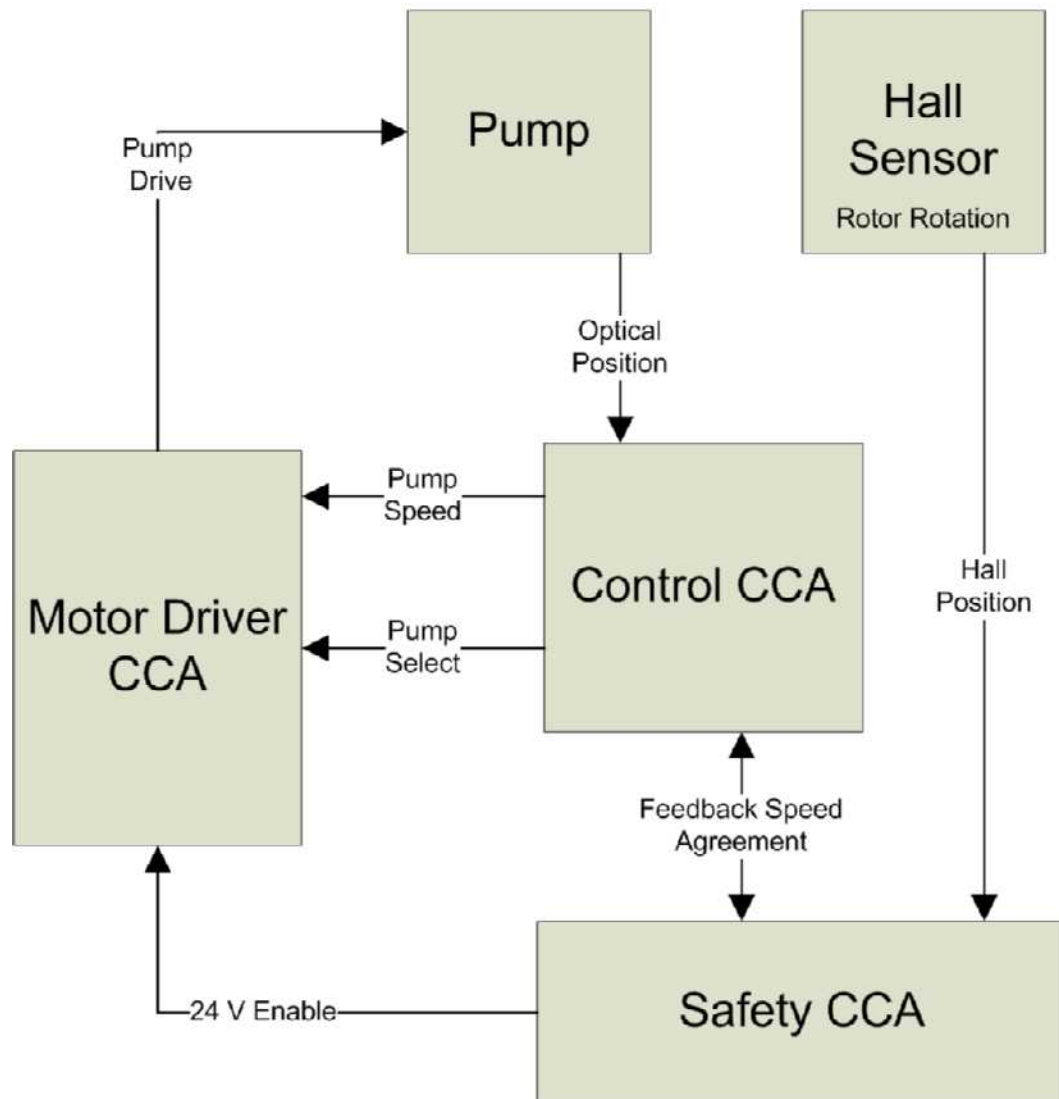 Pump
Hall
Sensor
Rotor Rotation
Pump
Drive
Optical
Position
Pump
Speed
Control CCA
Hall
Position
Motor Driver
CCA
Pump
Select
Feedback Speed
Agreement
24 V Enable
Safety CCA